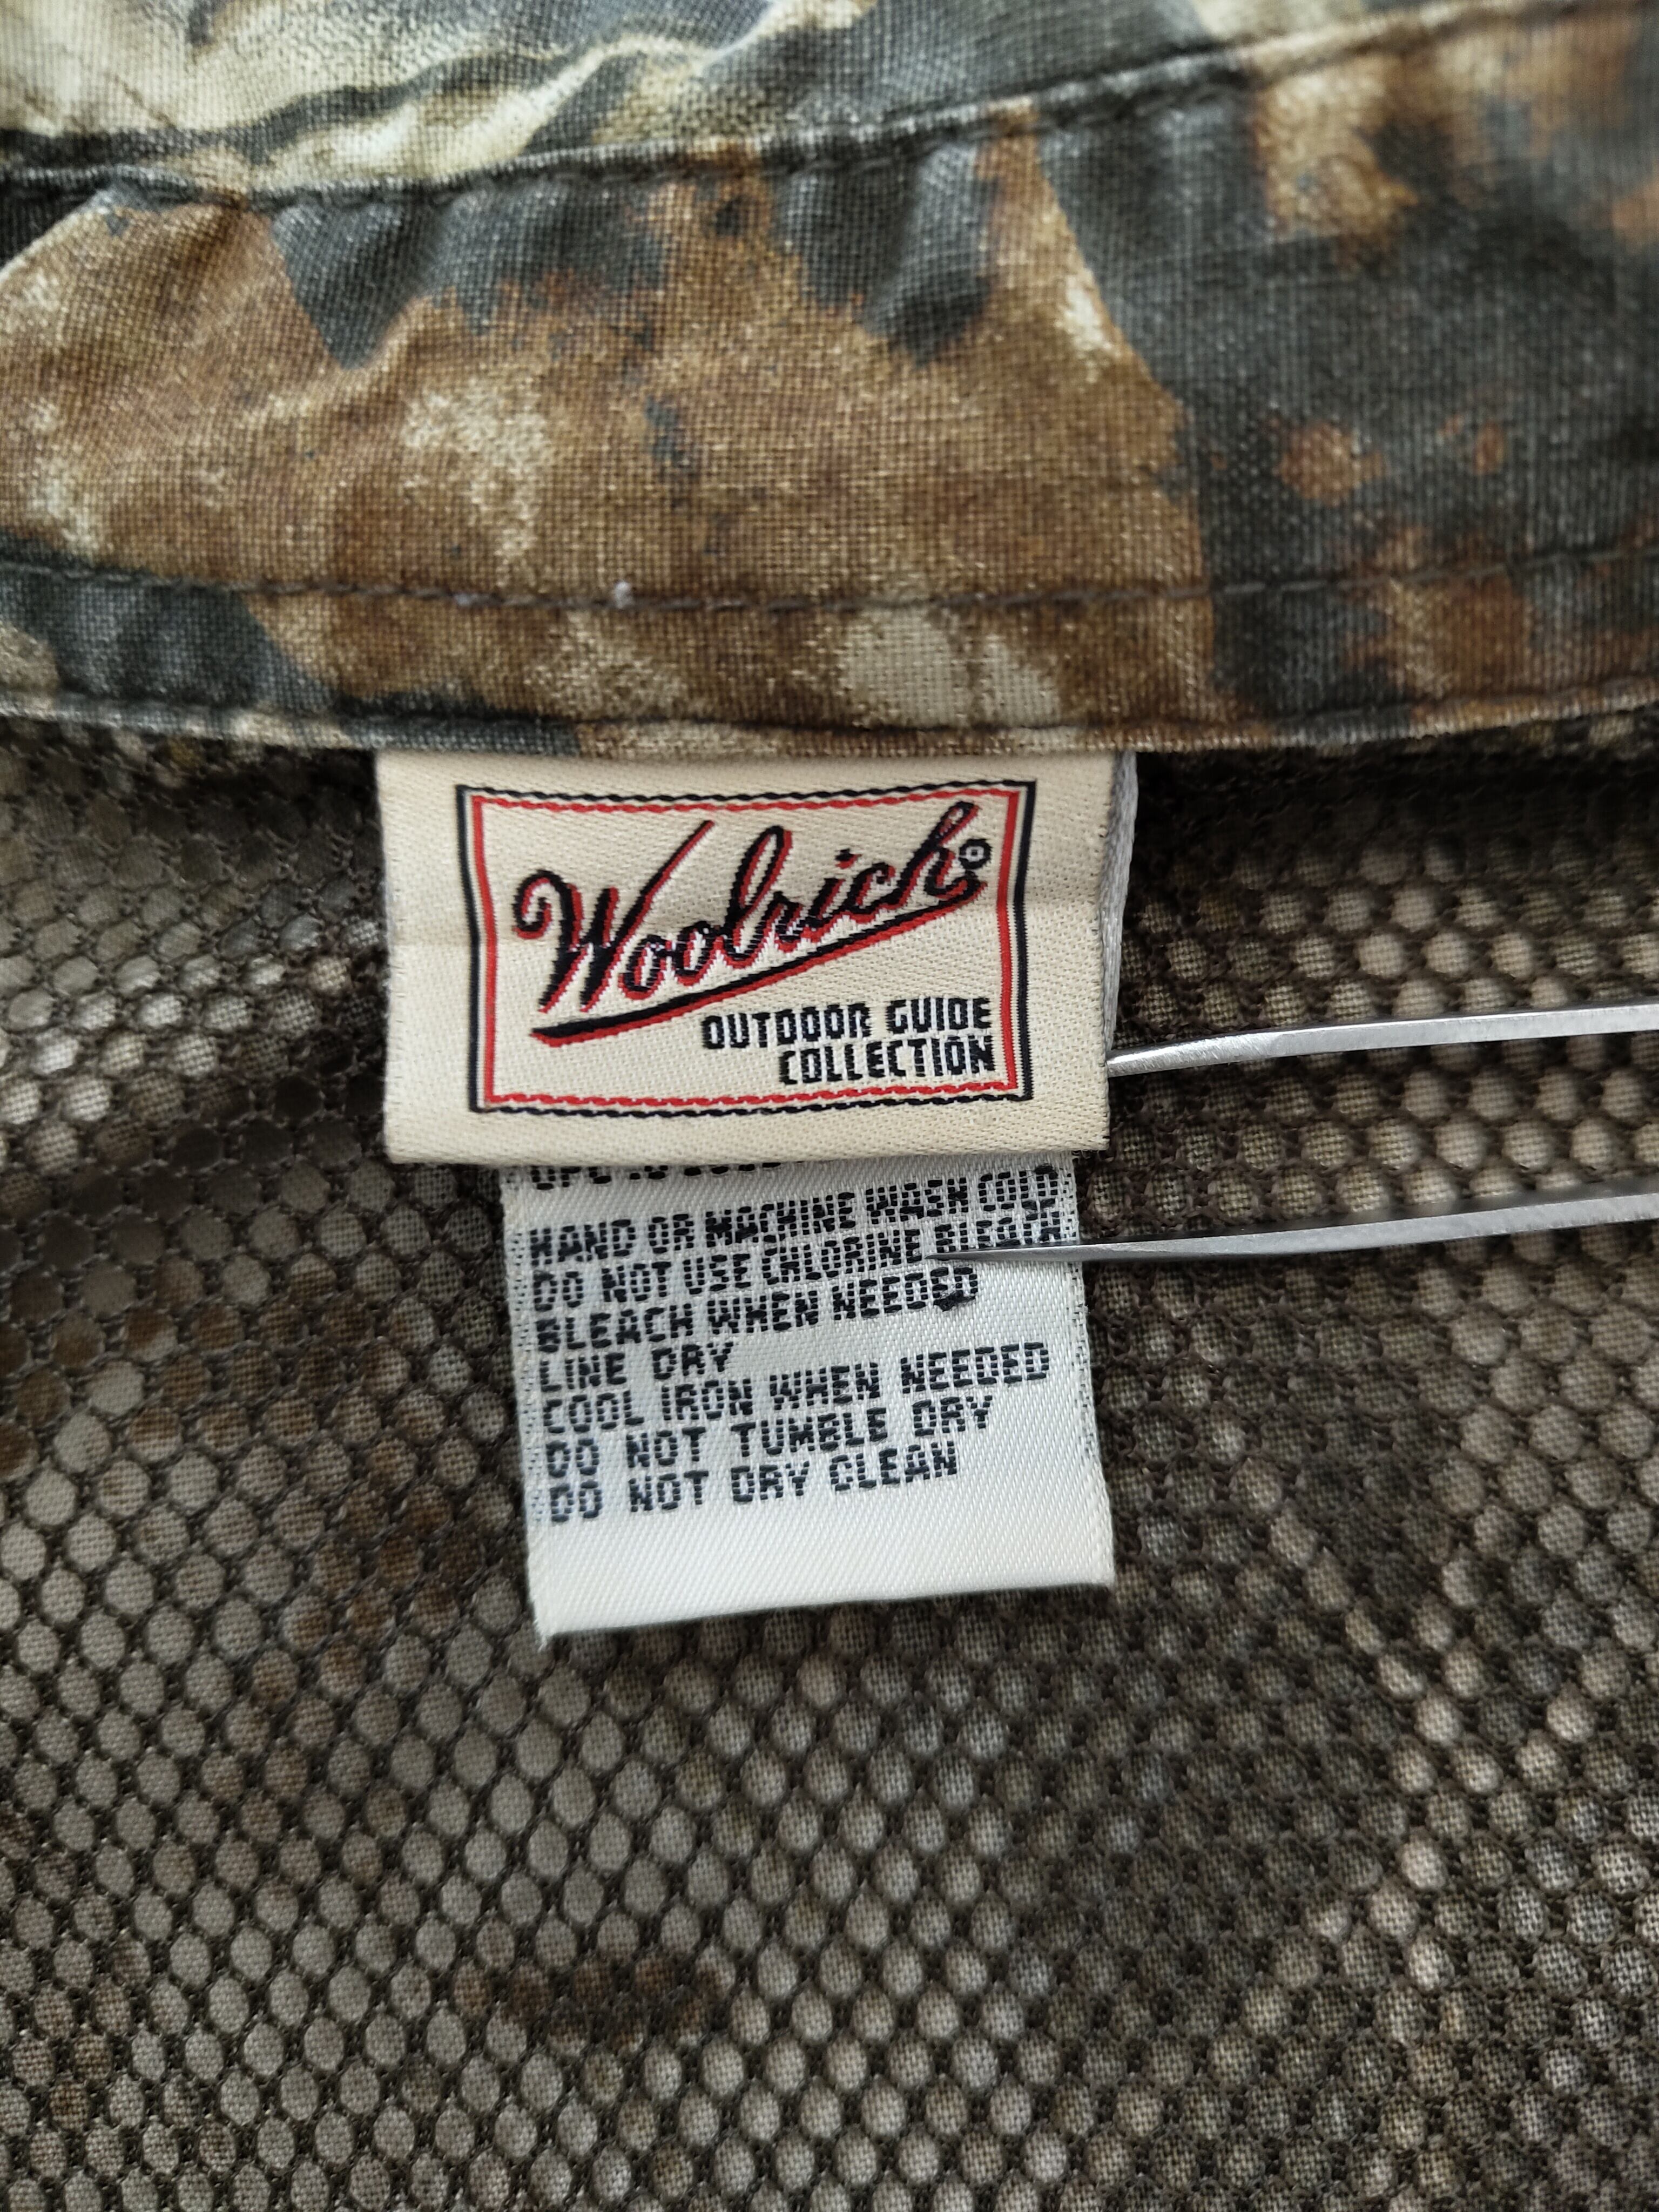 Woolrich®
OUTDOOR GUIDE
COLLECTION
HAND OR MACHINE WASH COLD
DO NOT USE CHLORINE BLEACH
BLEACH WHEN NEEDED
LINE DRY
COOL IRON WHEN NEEDED
DO NOT TUMBLE DRY
DO NOT DRY CLEAN